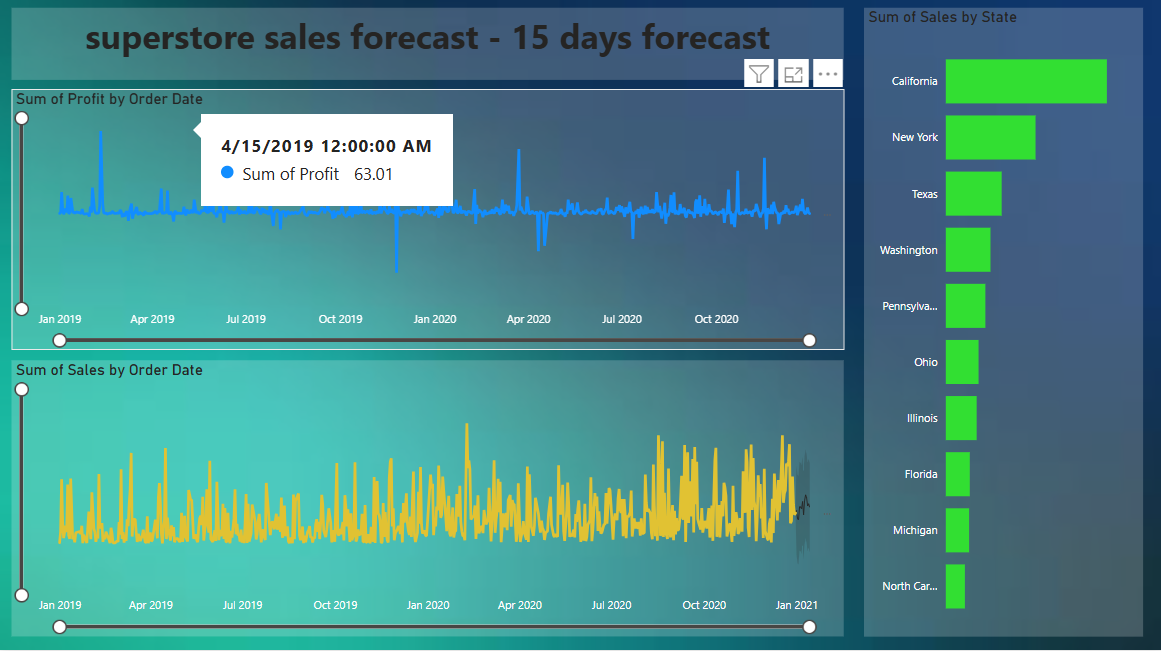 superstore sales forecast - 15 days forecast
Sum of Profit by Order Date
4/15/2019 12:00:00 AM
Sum of Profit 63.01
Jan 2019 Apr 2019 Jul 2019 Oct 2019 Jan 2020 Apr 2020 Jul 2020 Oct 2020
Sum of Sales by Order Date
Jan 2019 Apr 2019 Jul 2019 Oct 2019 Jan 2020 Apr 2020 Jul 2020 Oct 2020 Jan 2021
Sum of Sales by State
California
New York
Texas
Washington
Pennsylva...
Ohio
Illinois
Florida
Michigan
North Car...